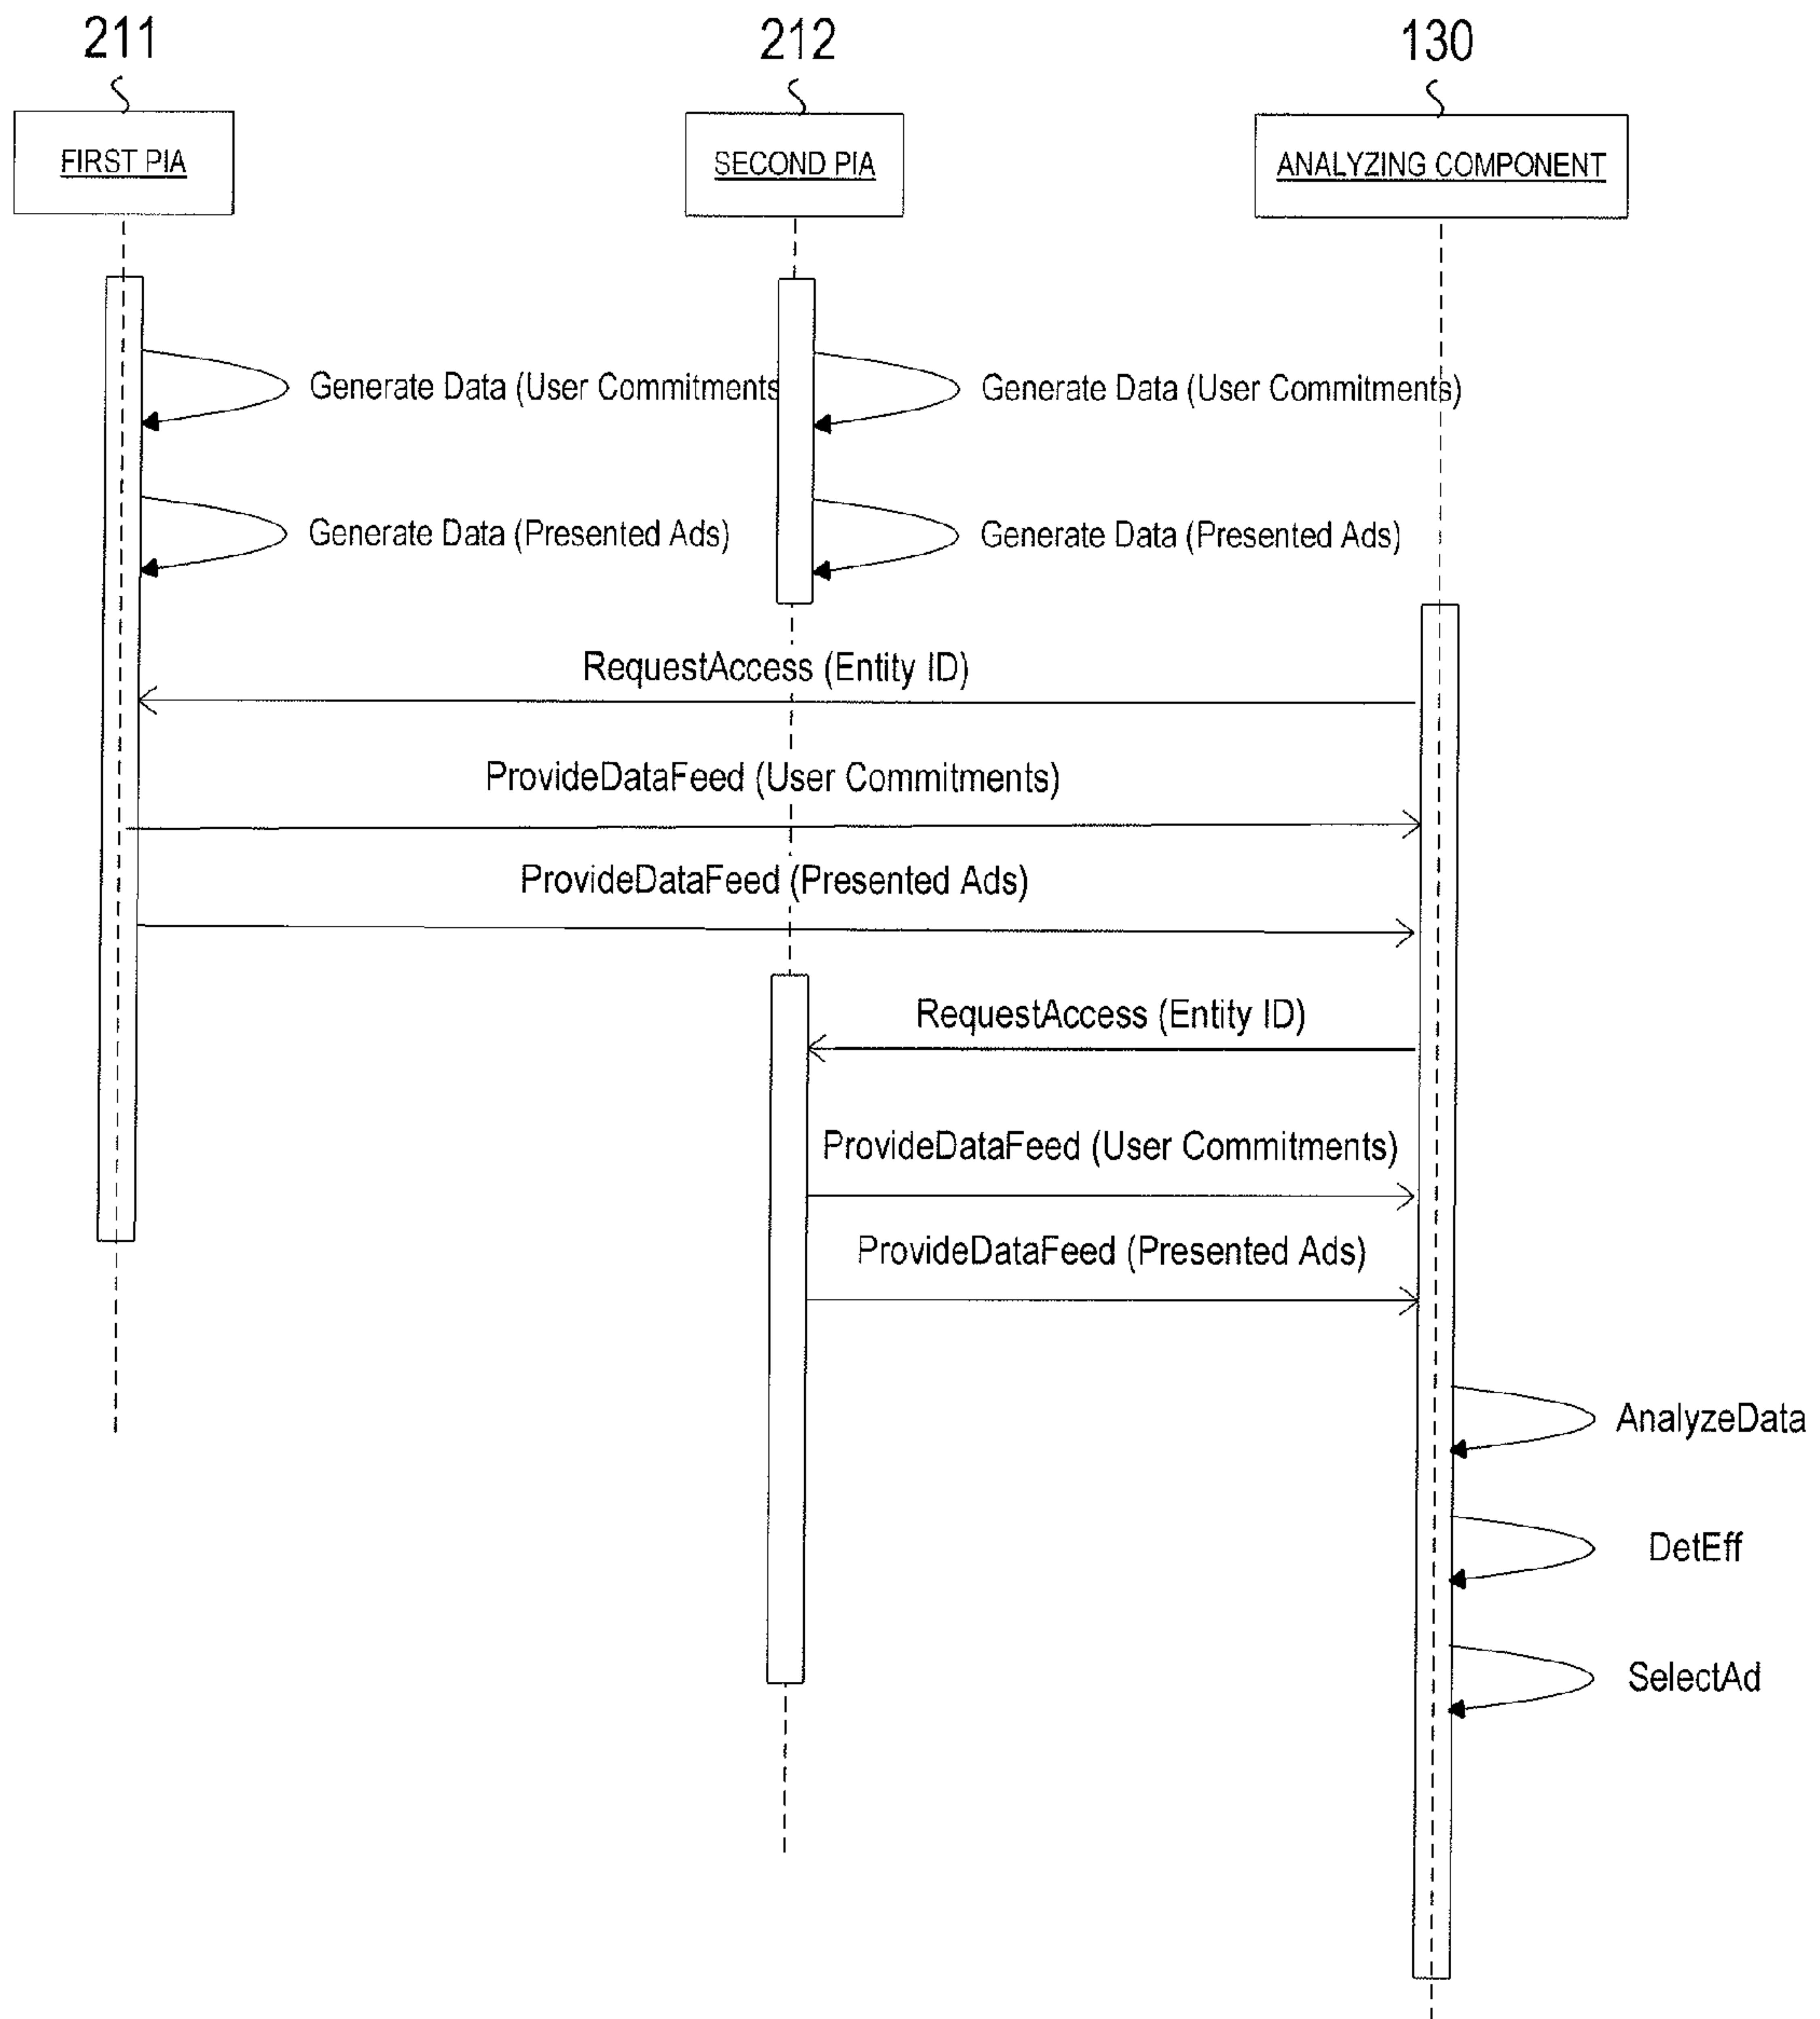 211
212
130
FIRST PIA
SECOND PIA
ANALYZING COMPONENT
Generate Data (User Commitments
Generate Data (User Commitments)
Generate Data (Presented Ads)
Generate Data (Presented Ads)
RequestAccess (Entity ID)
ProvideDataFeed (User Commitments)
ProvideDataFeed (Presented Ads)
RequestAccess (Entity ID)
ProvideDataFeed (User Commitments)
ProvideDataFeed (Presented Ads)
AnalyzeData
DetEff
SelectAd